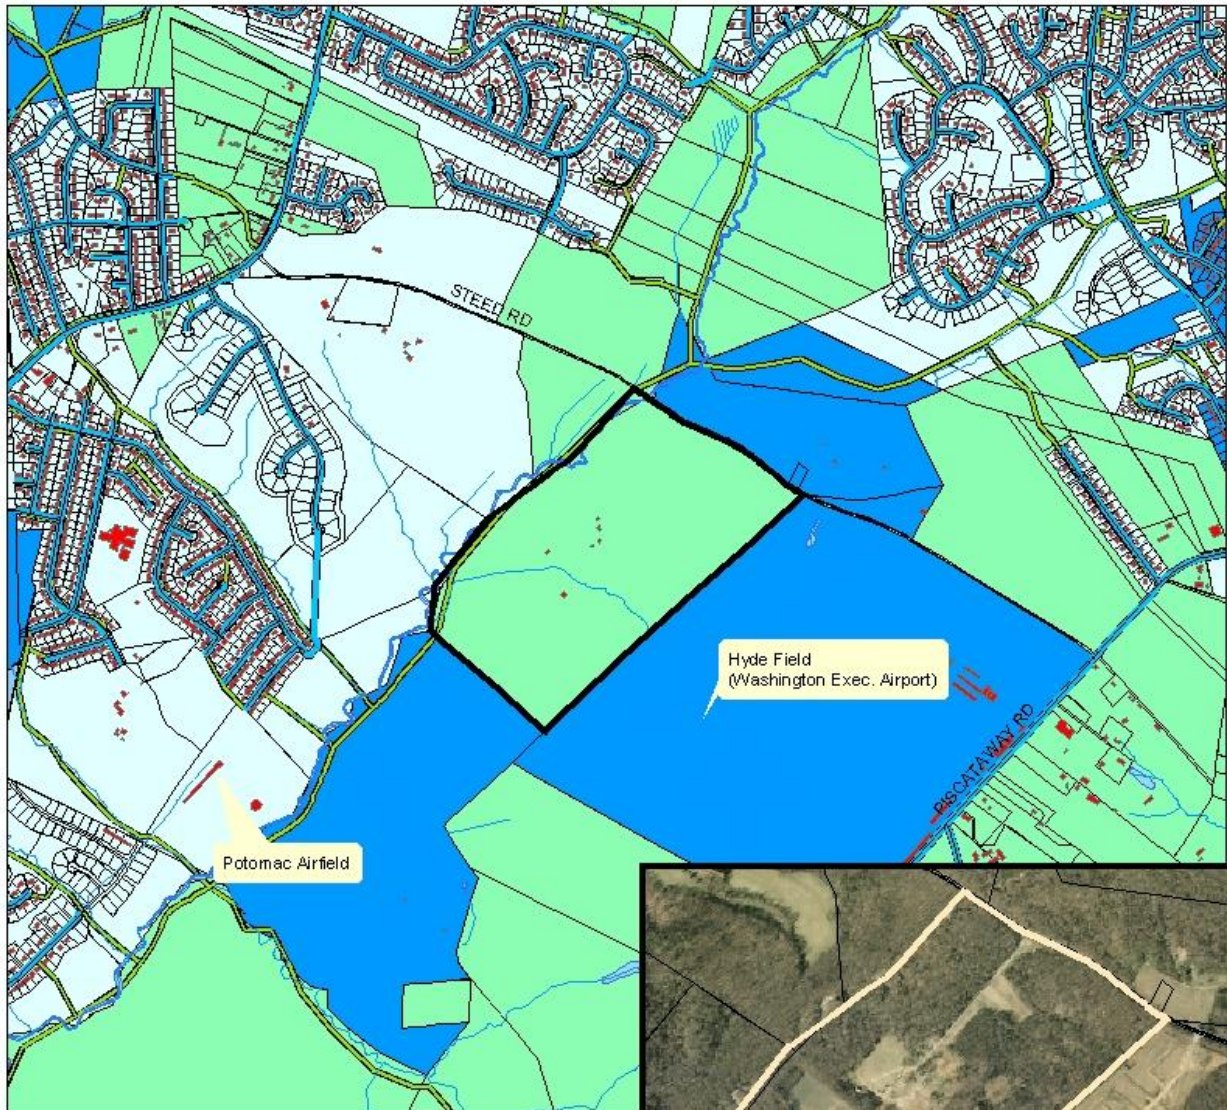 STEED RD
Hyde Field
(Washington Exec. Airport)
PISCATAWAY RD
Potomac Airfield